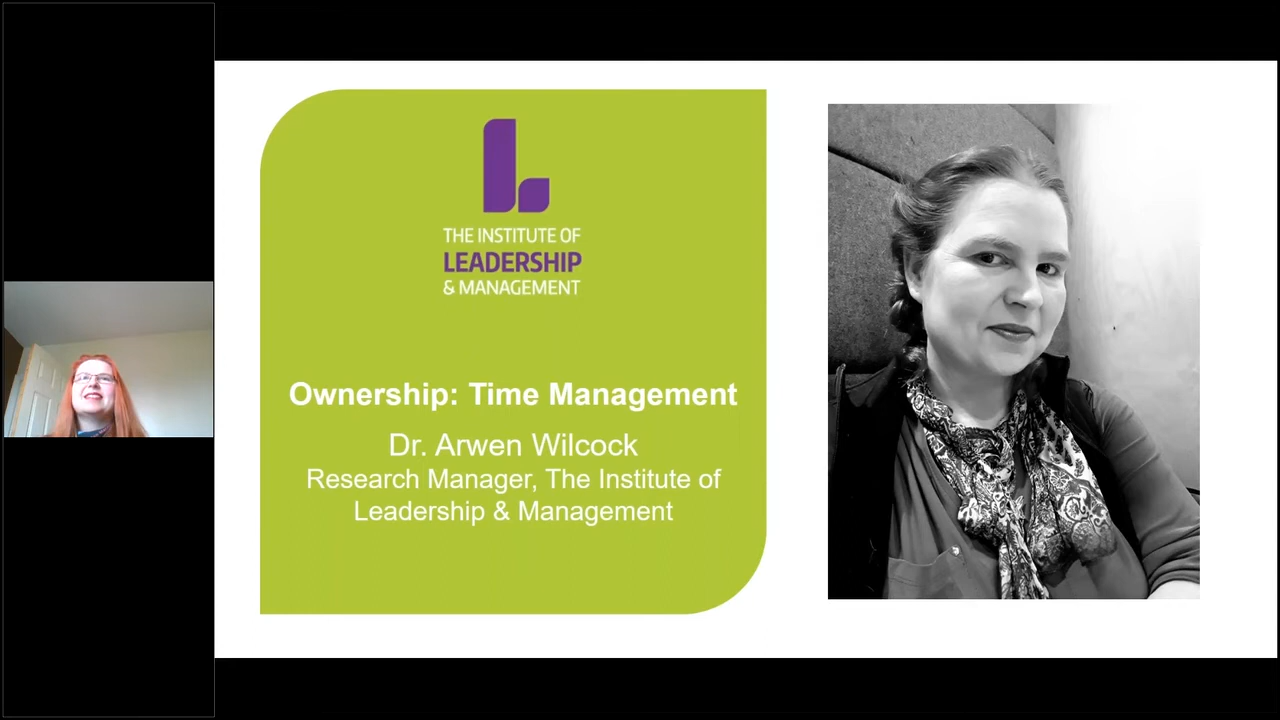 THE INSTITUTE OF
LEADERSHIP
& MANAGEMENT
Ownership: Time Management
Dr. Arwen Wilcock
Research Manager, The Institute of
Leadership & Management